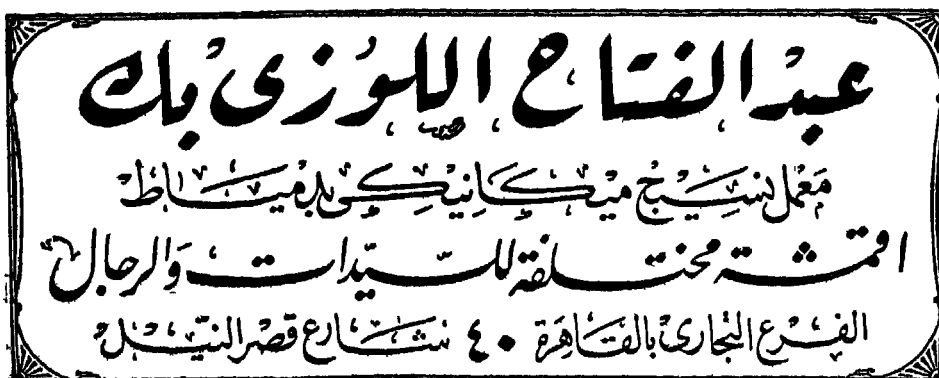 عبد الفتاح اللوزى بك
معمل نسيج ميكانيكى بدمياط
اقمشة مختلفة للسيدات والرجال
الفرع التجارى بالقاهرة ٤٠ شارع قصر النيل